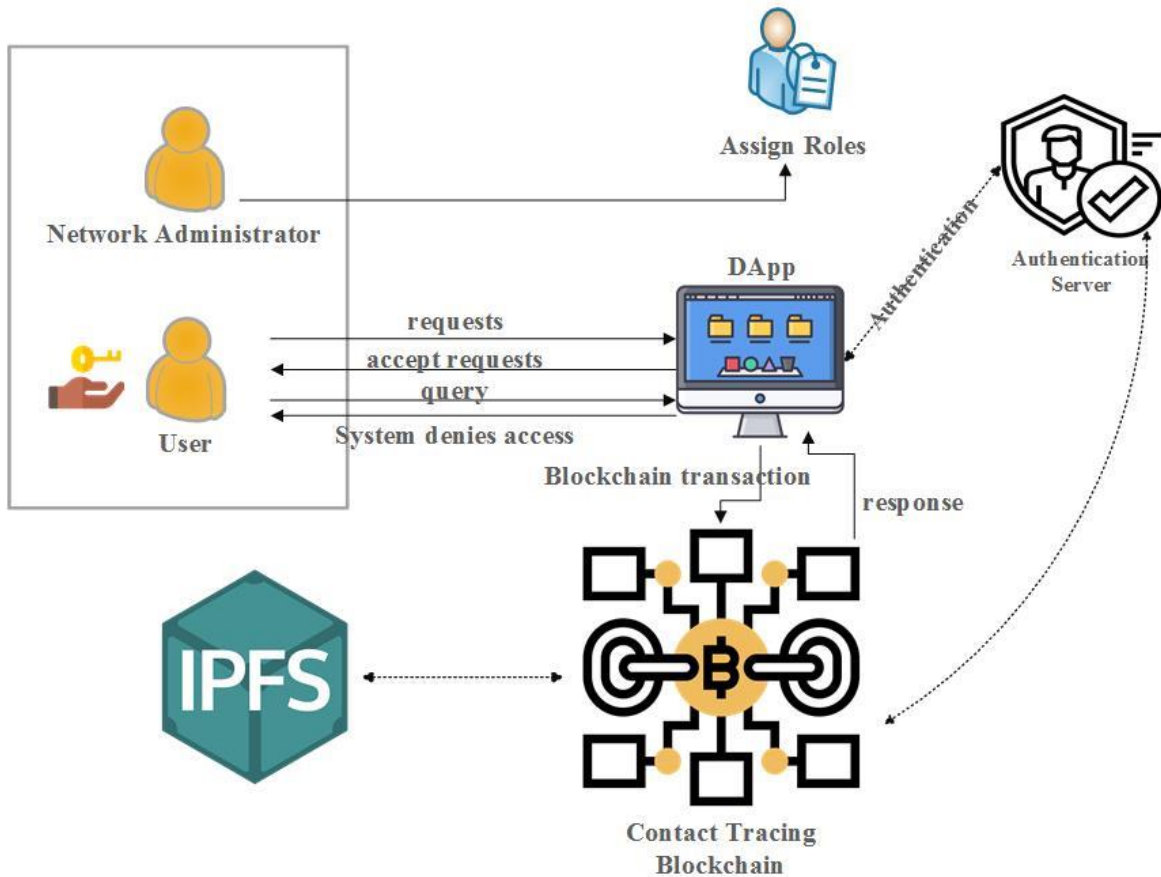 Assign Roles
Network Administrator
Authentication
Server
Authentication
DApp
requests
accept requests
query
System denies access
User
Blockchain transaction
response
IPFS
Contact Tracing
Blockchain